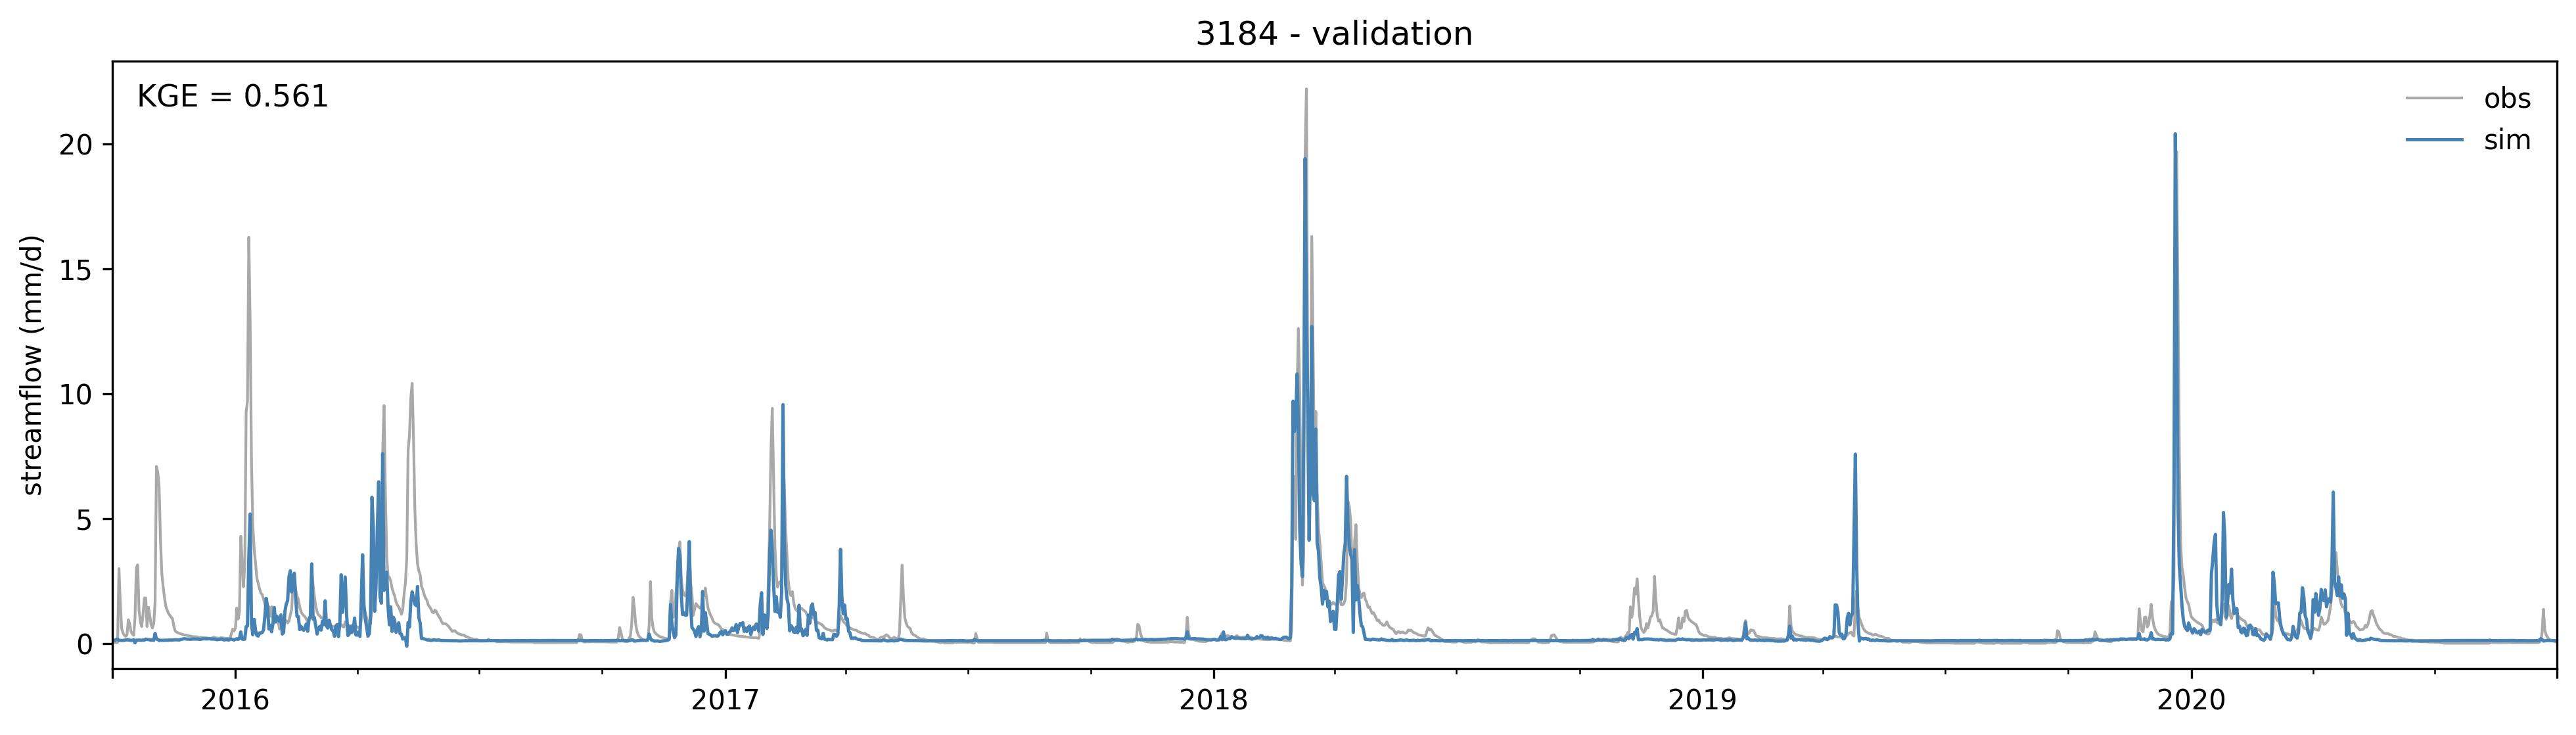 3184 - validation
KGE = 0.561
obs
sim
streamflow (mm/d)
20
15
10
5
0
2016
2017
2018
2019
2020